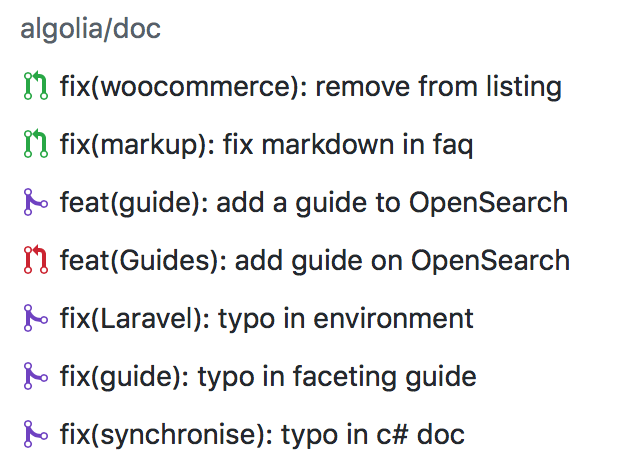 algolia/doc
fix(woocommerce): remove from listing
fix(markup): fix markdown in faq
feat(guide): add a guide to OpenSearch
feat(Guides): add guide on OpenSearch
fix(Laravel): typo in environment
fix(guide): typo in faceting guide
fix(synchronise): typo in c# doc